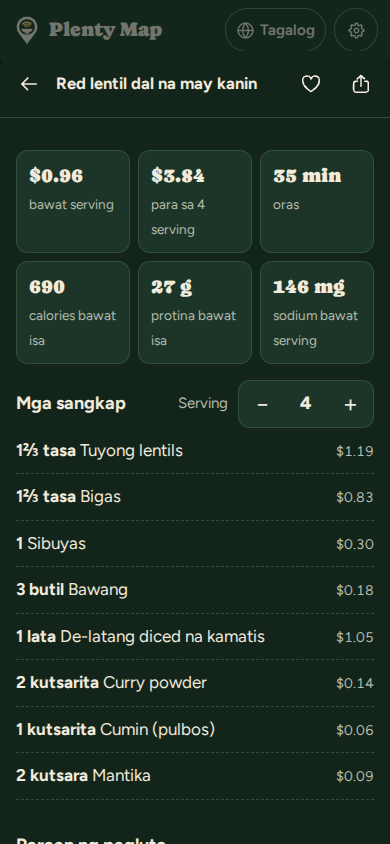 Plenty Map
Tagalog
Red lentil dal na may kanin
$0.96
bawat serving
$3.84
para sa 4
serving
35 min
oras
690
calories bawat
isa
27 g
protina bawat
isa
146 mg
sodium bawat
serving
Mga sangkap
Serving
− 4 +
1⅔ tasa Tuyong lentils $1.19
1⅔ tasa Bigas $0.83
1 Sibuyas $0.30
3 butil Bawang $0.18
1 lata De-latang diced na kamatis $1.05
2 kutsarita Curry powder $0.14
1 kutsarita Cumin (pulbos) $0.06
2 kutsara Mantika $0.09